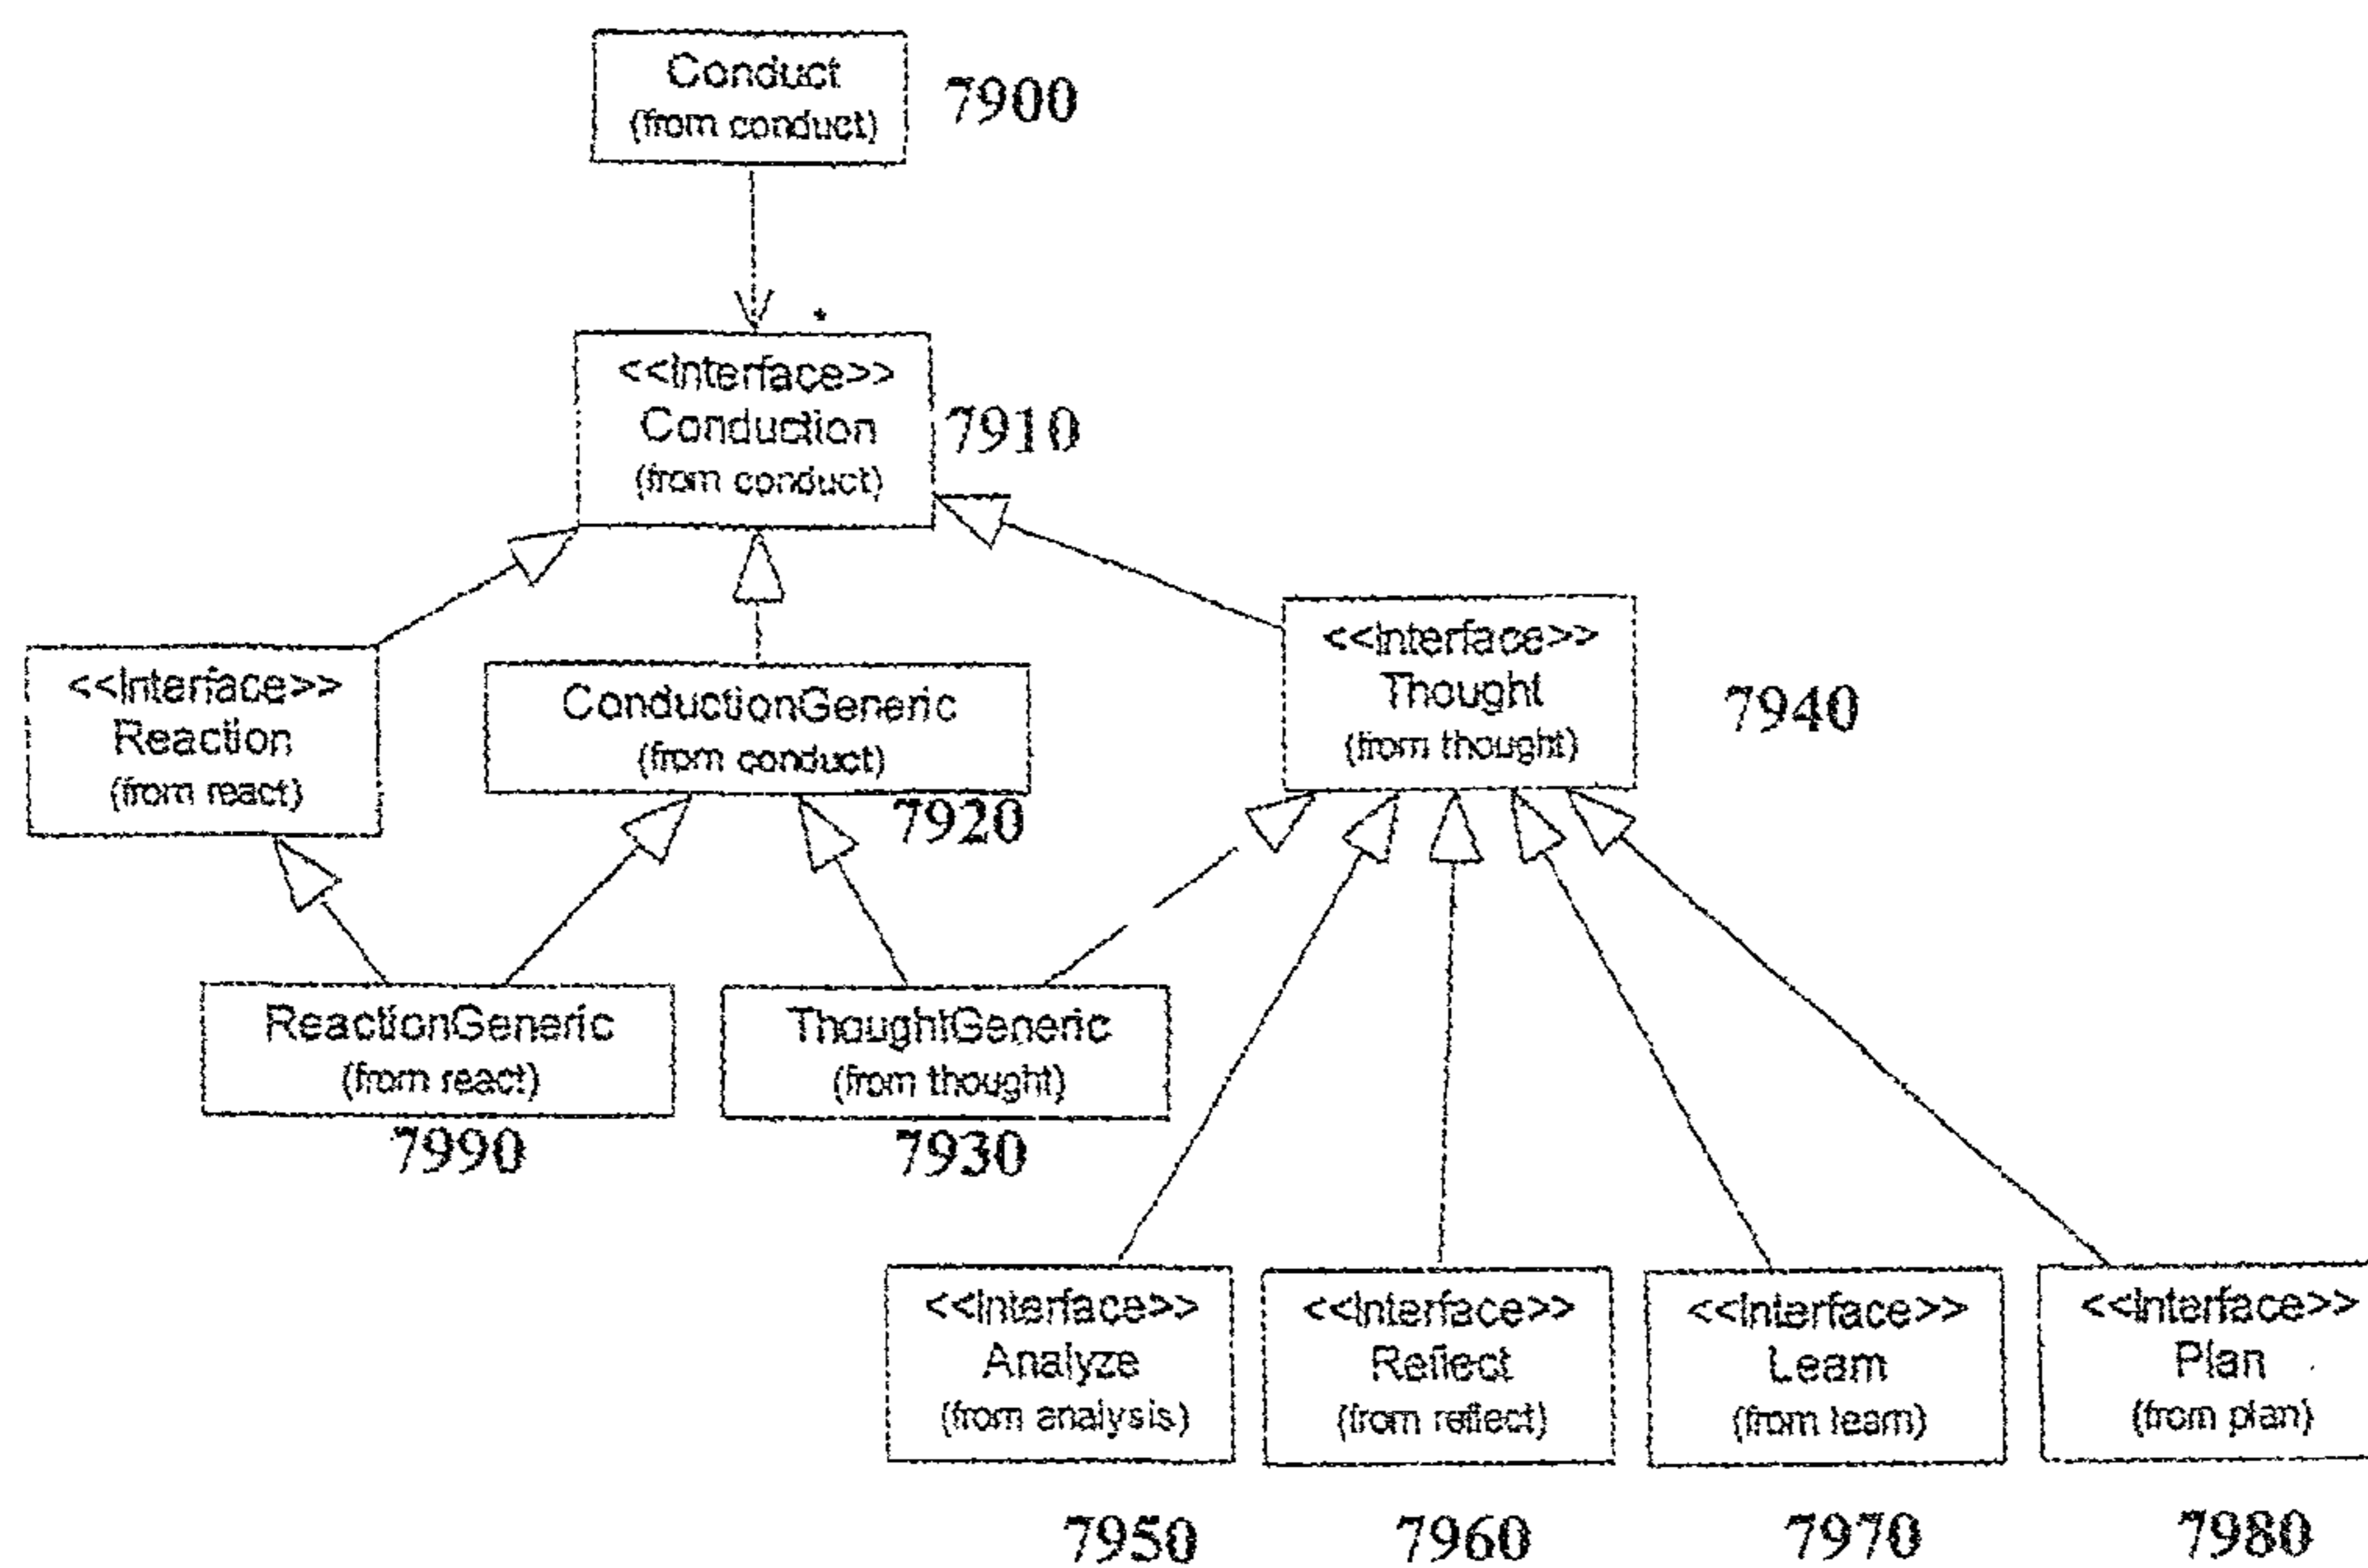 Conduct
(from conduct)
7900
*
<<Interface>>
Conduction
(from conduct)
7910
<<Interface>>
Reaction
(from react)
ConductionGeneric
(from conduct)
7920
<<Interface>>
Thought
(from thought)
7940
ReactionGeneric
(from react)
7990
ThoughtGeneric
(from thought)
7930
<<Interface>>
Analyze
(from analysis)
7950
<<Interface>>
Reflect
(from reflect)
7960
<<Interface>>
Learn
(from learn)
7970
<<Interface>>
Plan
(from plan)
7980